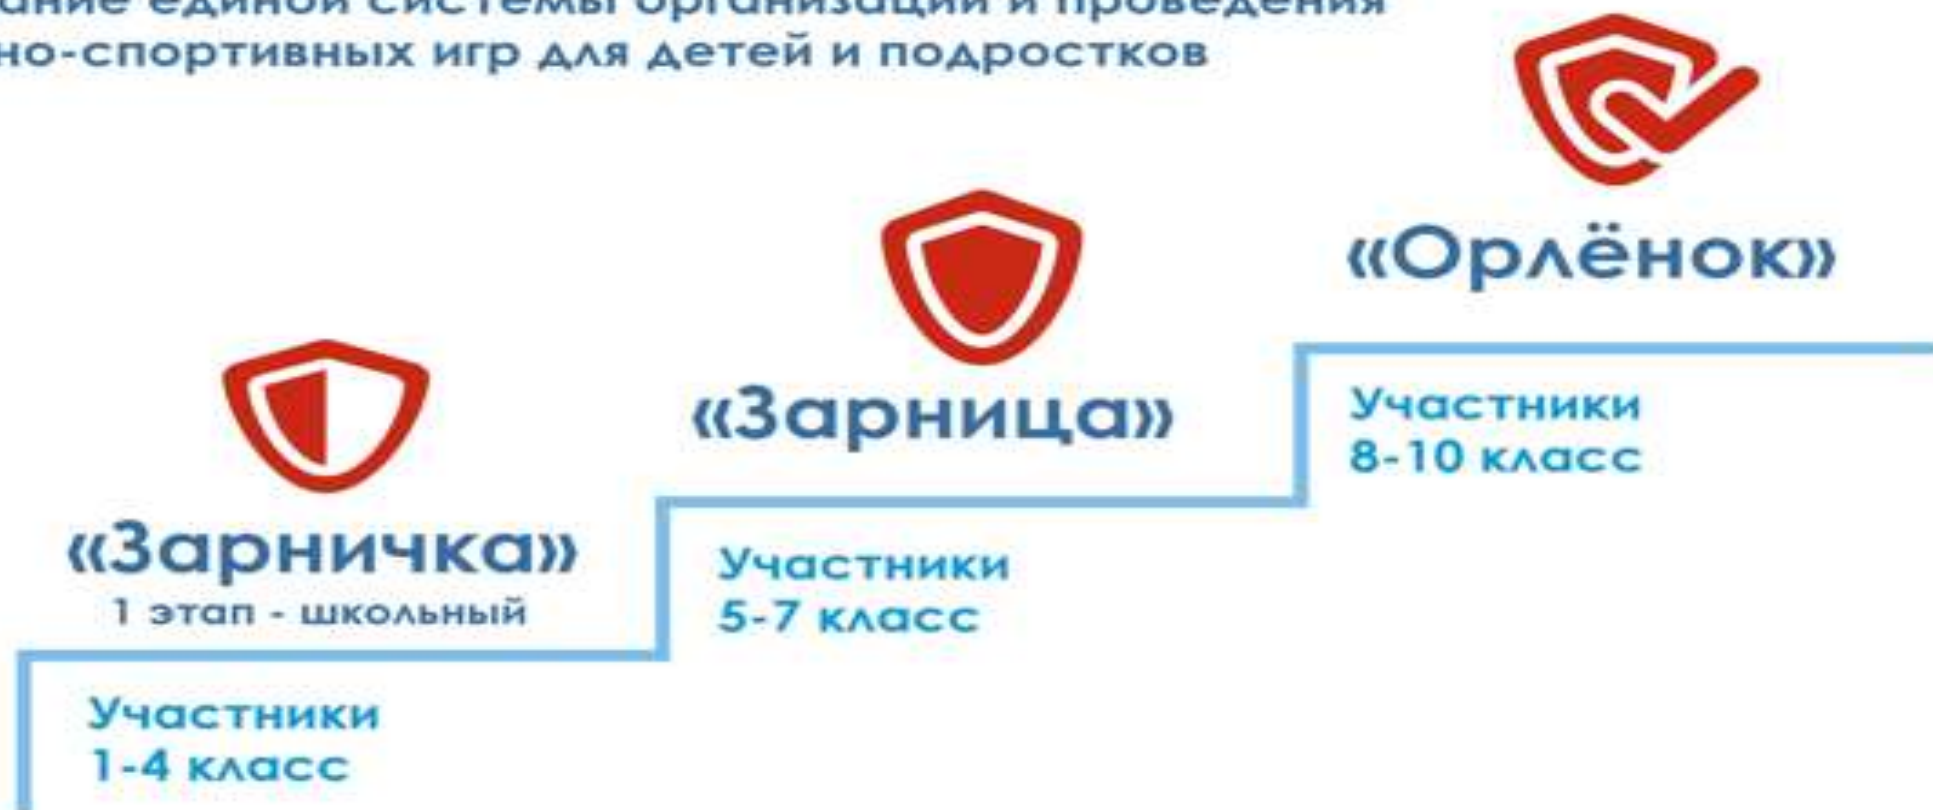 единой системы организации и проведения
но-спортивных игр для детей и подростков
«Орлёнок»
Участники
8-10 класс
«Зарница»
Участники
5-7 класс
«Зарничка»
1 этап - школьный
Участники
1-4 класс